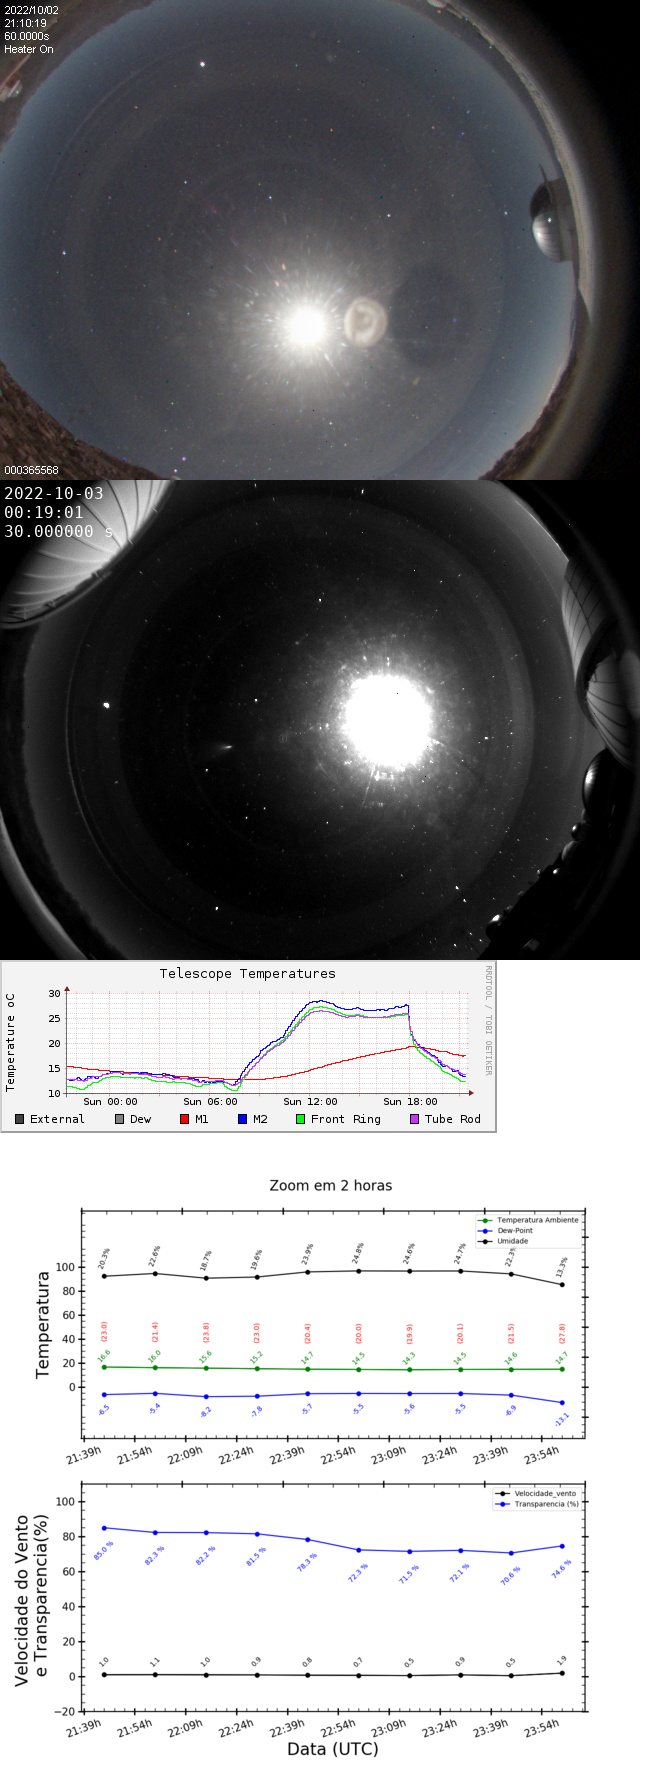 2022/10/02
21:10:19
60.0000s
Heater On
000365568
2022-10-03
00:19:01
30.000000 s
Telescope Temperatures
RRDTOOL / TOBI OETIKER
Temperature oC
30
25
20
15
10
Sun 00:00 Sun 06:00 Sun 12:00 Sun 18:00
External Dew M1 M2 Front Ring Tube Rod
Zoom em 2 horas
Temperatura Ambiente
Dew-Point
Umidade
Temperatura
100
80
60
40
20
0
20.3% 22.6% 18.7% 19.6% 23.9% 24.8% 24.6% 24.7% 22.3% 13.3%
(23.0) (21.4) (23.8) (23.0) (20.4) (20.0) (19.9) (20.1) (21.5) (27.8)
16.6 16.0 15.6 15.2 14.7 14.5 14.3 14.5 14.6 14.7
-6.5 -5.4 -8.2 -7.8 -5.7 -5.5 -5.6 -5.5 -6.9 -13.1
21:39h 21:54h 22:09h 22:24h 22:39h 22:54h 23:09h 23:24h 23:39h 23:54h
Velocidade_vento
Transparencia (%)
Velocidade do Vento
e Transparencia(%)
100
80
60
40
20
0
−20
85.0 % 82.3 % 82.2 % 81.5 % 78.3 % 72.3 % 71.5 % 72.1 % 70.6 % 74.6 %
1.0 1.1 1.0 0.9 0.8 0.7 0.5 0.9 0.5 1.9
21:39h 21:54h 22:09h 22:24h 22:39h 22:54h 23:09h 23:24h 23:39h 23:54h
Data (UTC)